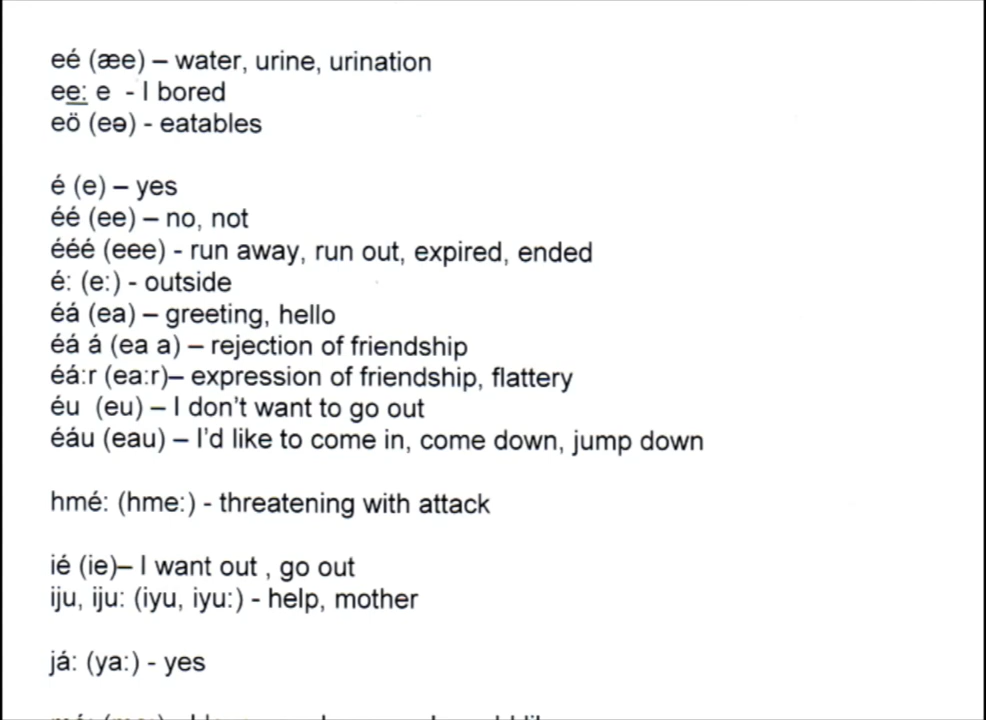 eé (æe) – water, urine, urination
ee: e - I bored
eö (eə) - eatables
é (e) – yes
éé (ee) – no, not
ééé (eee) - run away, run out, expired, ended
é: (e:) - outside
éá (ea) – greeting, hello
éá á (ea a) – rejection of friendship
éá:r (ea:r)– expression of friendship, flattery
éu (eu) – I don't want to go out
éáu (eau) – I'd like to come in, come down, jump down
hmé: (hme:) - threatening with attack
ié (ie)– I want out , go out
iju, iju: (iyu, iyu:) - help, mother
já: (ya:) - yes